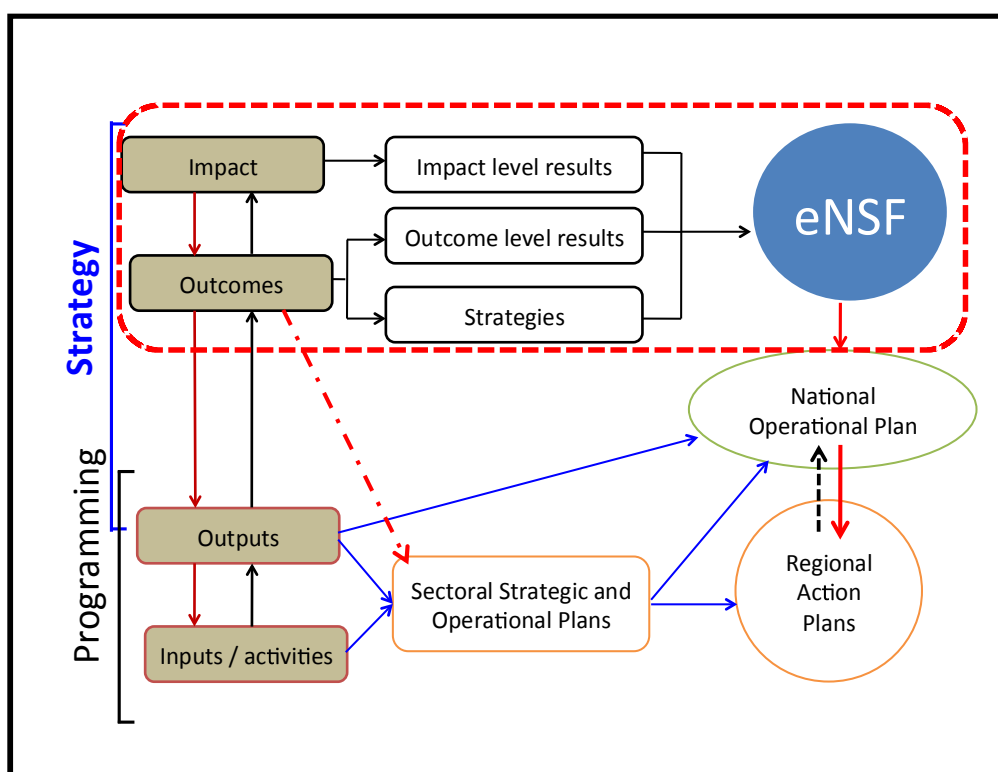 Strategy
Programming
Impact
Impact level results
eNSF
Outcome level results
Outcomes
Strategies
National
Operational Plan
Outputs
Sectoral Strategic and
Operational Plans
Regional
Action
Plans
Inputs / activities